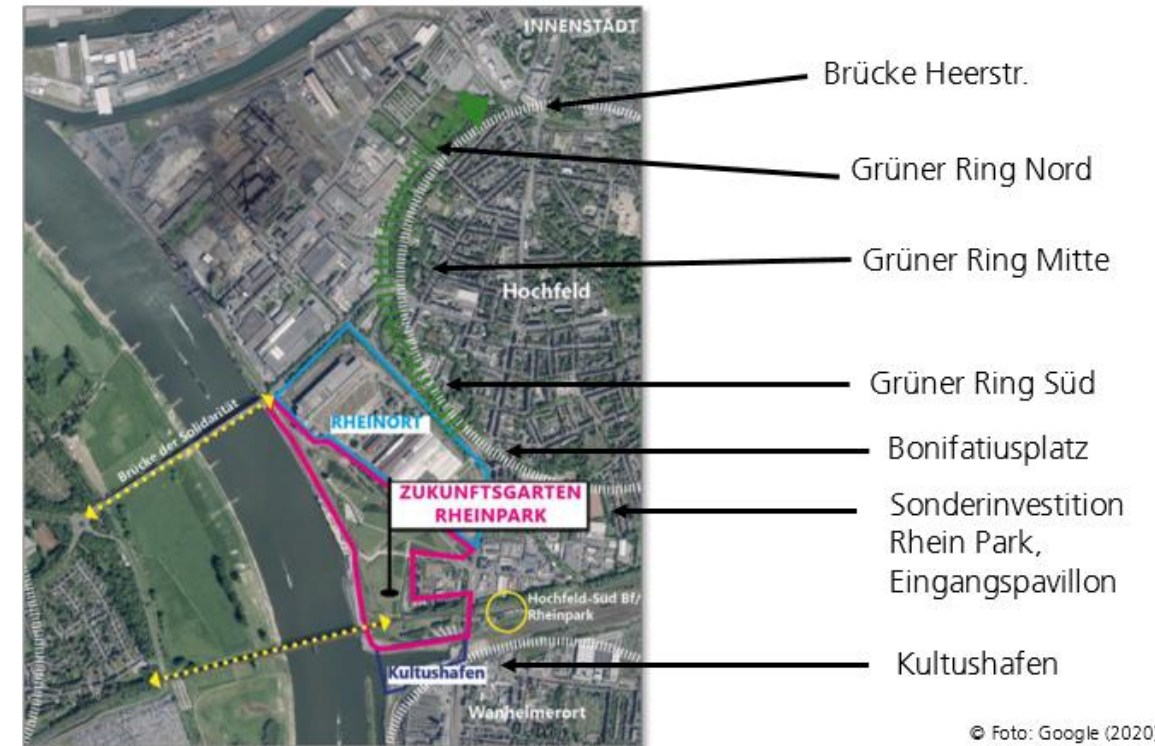 INNENSTADT
Brücke Heerstr.
Grüner Ring Nord
Grüner Ring Mitte
Hochfeld
Grüner Ring Süd
Brücke der Solidarität
RHEINORT
Bonifatiusplatz
ZUKUNFTSGARTEN
RHEINPARK
Sonderinvestition
Rhein Park,
Eingangspavillon
Hochfeld-Süd Bf/
Rheinpark
Kultushafen
Kultushafen
Wanheimerort
© Foto: Google (2020)